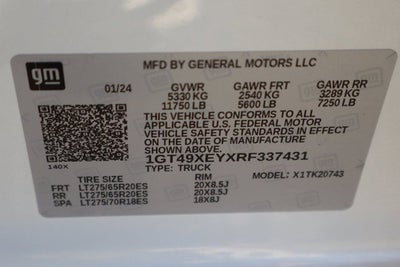 gm
MFD BY GENERAL MOTORS LLC
01/24 GVWR GAWR FRT GAWR RR
5330 KG 2540 KG 3289 KG
11750 LB 5600 LB 7250 LB
THIS VEHICLE CONFORMS TO ALL
APPLICABLE U.S. FEDERAL MOTOR
VEHICLE SAFETY STANDARDS IN EFFECT
ON THE DATE OF MANUFACTURE SHOWN ABOVE.
1GT49XEYXRF337431
140X TYPE: TRUCK MODEL: X1TK20743
TIRE SIZE RIM
FRT LT275/65R20ES 20X8.5J
RR LT275/65R20ES 20X8.5J
SPA LT275/70R18ES 18X8J